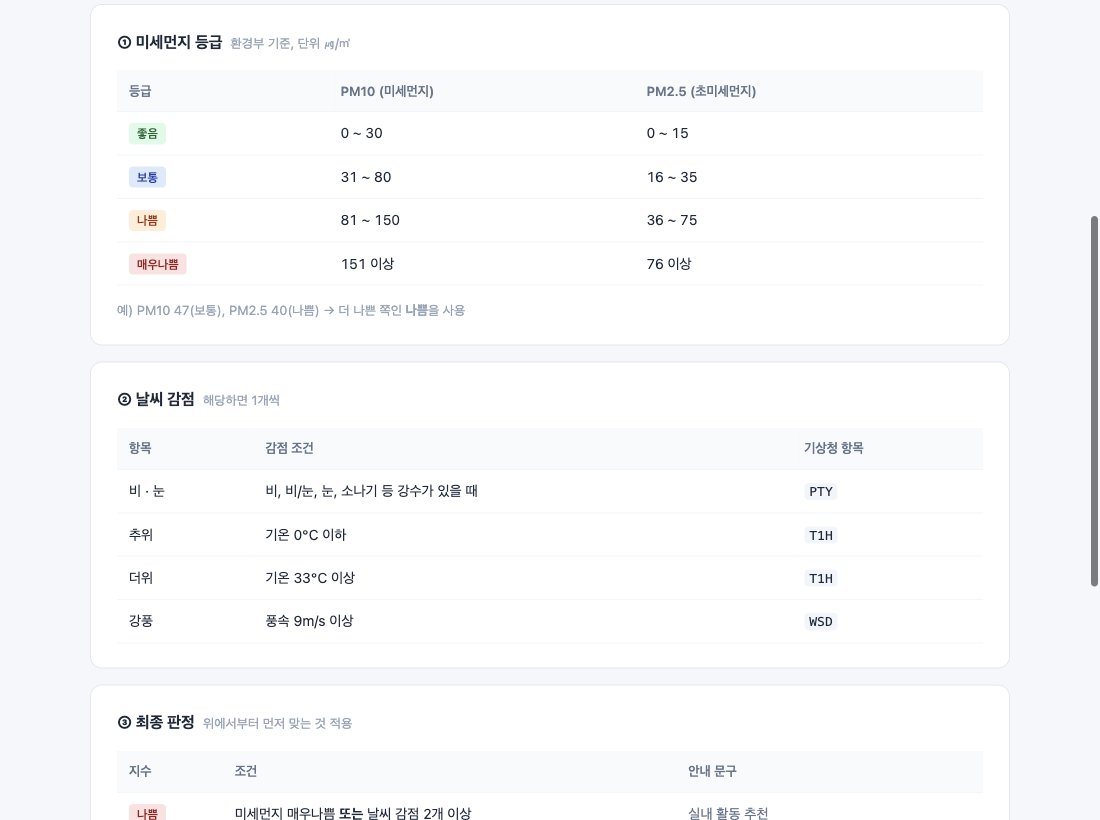 ① 미세먼지 등급 환경부 기준, 단위 ㎍/㎥
등급 PM10 (미세먼지) PM2.5 (초미세먼지)
좋음 0 ~ 30 0 ~ 15
보통 31 ~ 80 16 ~ 35
나쁨 81 ~ 150 36 ~ 75
매우나쁨 151 이상 76 이상
예) PM10 47(보통), PM2.5 40(나쁨) → 더 나쁜 쪽인 나쁨을 사용
② 날씨 감점 해당하면 1개씩
항목 감점 조건 기상청 항목
비 · 눈 비, 비/눈, 눈, 소나기 등 강수가 있을 때 PTY
추위 기온 0°C 이하 T1H
더위 기온 33°C 이상 T1H
강풍 풍속 9m/s 이상 WSD
③ 최종 판정 위에서부터 먼저 맞는 것 적용
지수 조건 안내 문구
나쁨 미세먼지 매우나쁨 또는 날씨 감점 2개 이상 실내 활동 추천